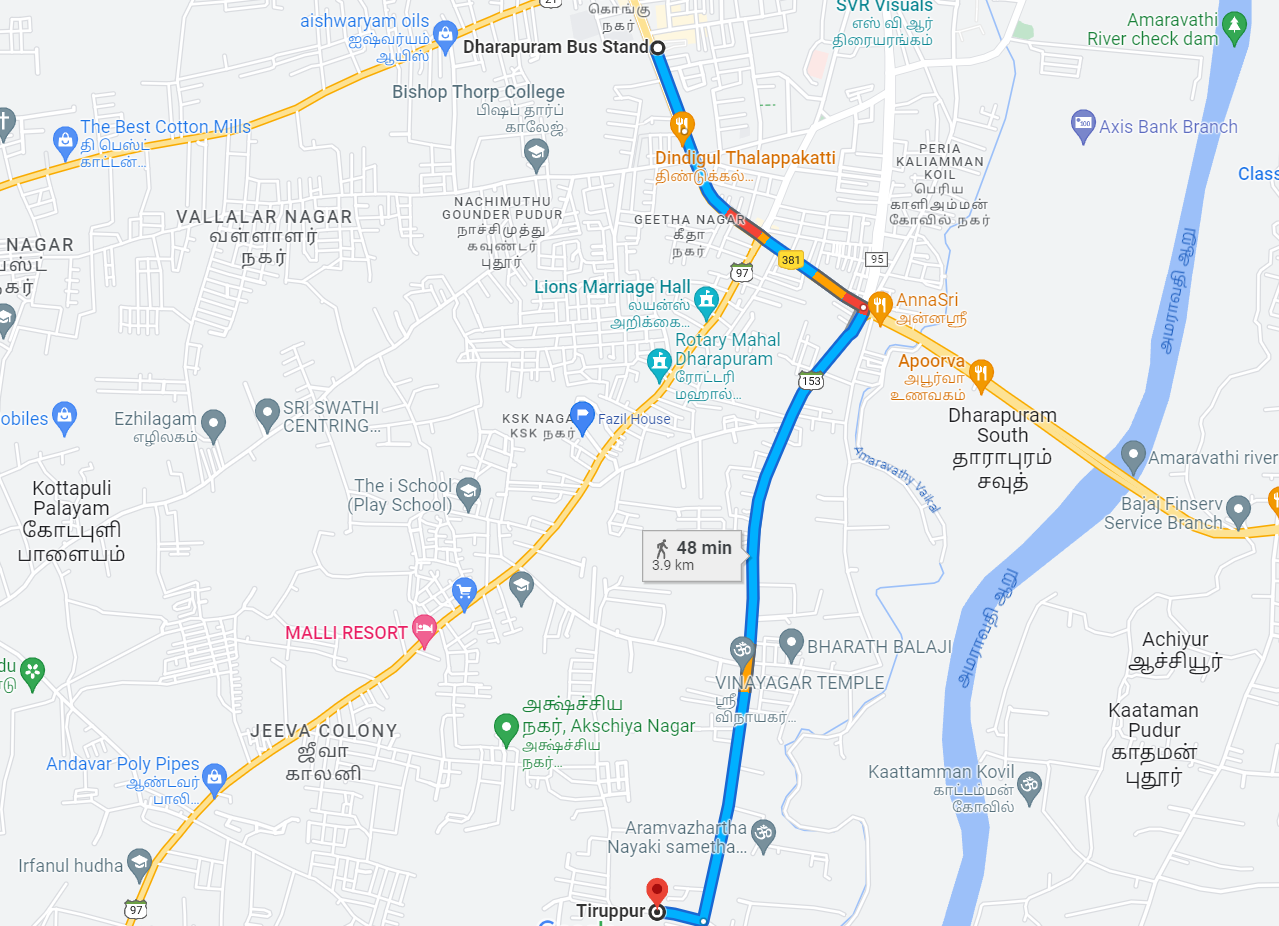 21
கொங்கு
நகர்
SVR Visuals
எஸ் வி ஆர்
திரையரங்கம்
Amaravathi
River check dam
aishwaryam oils
ஐஷ்வர்யம்
ஆயிஸ்
Dharapuram Bus Stand
Bishop Thorp College
பிஷப் தார்ப்
காலேஜ்
The Best Cotton Mills
தி பெஸ்ட்
காட்டன்...
Axis Bank Branch
Dindigul Thalappakatti
திண்டுக்கல்...
PERIA
KALIAMMAN
KOIL
பெரிய
காளிஅம்மன்
கோவில் நகர்
Class
VALLALAR NAGAR
வள்ளாளர்
நகர்
NACHIMUTHU
GOUNDER PUDUR
நாச்சிமுத்து
கவுண்டர்
புதூர்
GEETHA NAGAR
கீதா
நகர்
NAGAR
381
95
97
அமராவதி ஆறு
Lions Marriage Hall
லயன்ஸ்
அறிக்கை...
AnnaSri
அன்னஸ்ரீ
Rotary Mahal
Dharapuram
ரோட்டரி
மஹால்...
Apoorva
அபூர்வா
உணவகம்
153
Dharapuram
South
தாராபுரம்
சவுத்
obiles
Ezhilagam
எழிலகம்
SRI SWATHI
CENTRING...
KSK NAGA
KSK நகர்
Fazil House
Amaravathy Vaikal
Amaravathi river
Kottapuli
Palayam
கோடபுளி
பாளையம்
The i School
(Play School)
Bajaj Finserv
Service Branch
48 min
3.9 km
அமராவதி ஆறு
MALLI RESORT
BHARATH BALAJI
Achiyur
ஆச்சியூர்
du
டு
VINAYAGAR TEMPLE
ஸ்ரீ
விநாயகர்...
அக்ஷ்ச்சிய
நகர், Akschiya Nagar
அக்ஷ்ச்சிய
நகர்...
Kaataman
Pudur
காதமன்
புதூர்
JEEVA COLONY
ஜீவா
காலனி
Andavar Poly Pipes
ஆண்டவர்
பாலி...
Kaattamman Kovil
காட்டம்மன்
கோவில்
Aramvazhartha
Nayaki sametha...
Irfanul hudha
97
Tiruppur